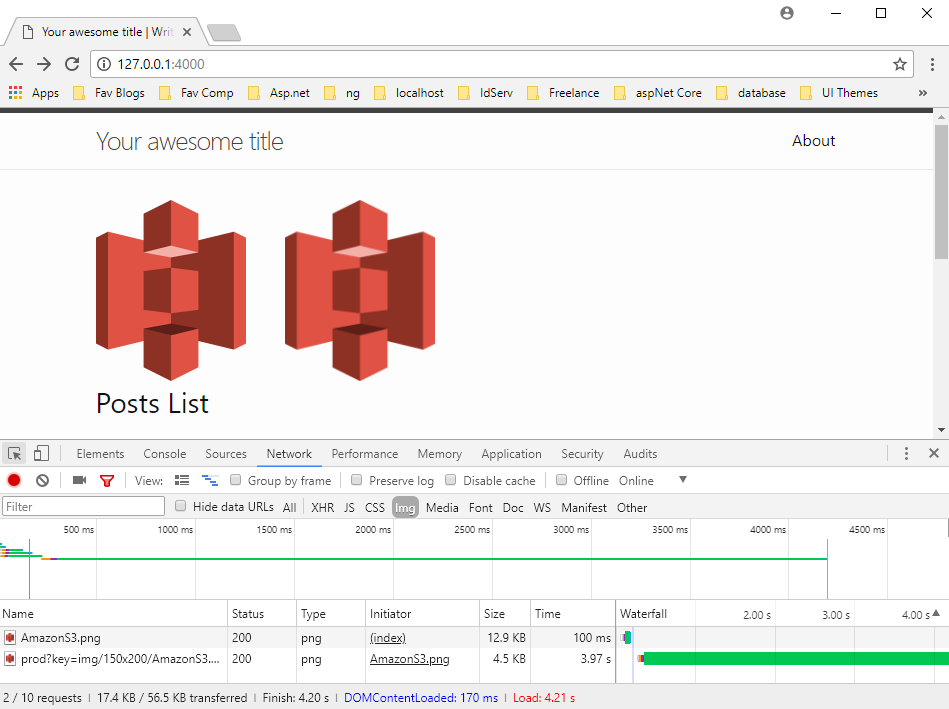 Your awesome title | Writ
127.0.0.1:4000
Apps Fav Blogs Fav Comp Asp.net ng localhost IdServ Freelance aspNet Core database UI Themes »
Your awesome title About
Posts List
Elements Console Sources Network Performance Memory Application Security Audits
View: Group by frame Preserve log Disable cache Offline Online
Filter Hide data URLs All XHR JS CSS Img Media Font Doc WS Manifest Other
500 ms 1000 ms 1500 ms 2000 ms 2500 ms 3000 ms 3500 ms 4000 ms 4500 ms
Name Status Type Initiator Size Time Waterfall 2.00 s 3.00 s 4.00 s
AmazonS3.png 200 png (index) 12.9 KB 100 ms
prod?key=img/150x200/AmazonS3.... 200 png AmazonS3.png 4.5 KB 3.97 s
2 / 10 requests | 17.4 KB / 56.5 KB transferred | Finish: 4.20 s | DOMContentLoaded: 170 ms | Load: 4.21 s